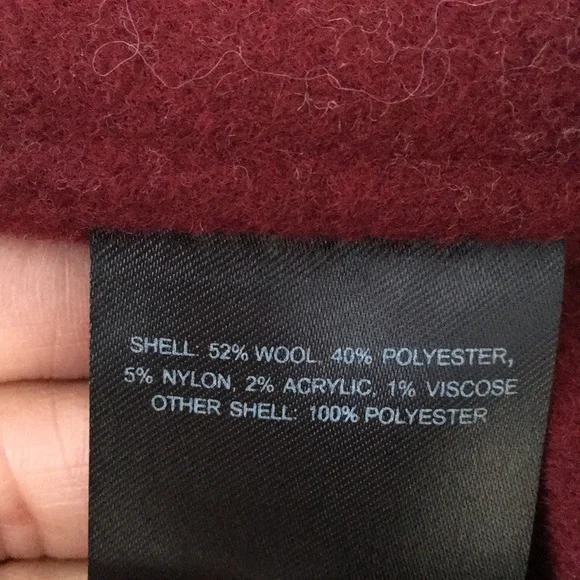 SHELL: 52% WOOL. 40% POLYESTER,
5% NYLON, 2% ACRYLIC, 1% VISCOSE
OTHER SHELL: 100% POLYESTER